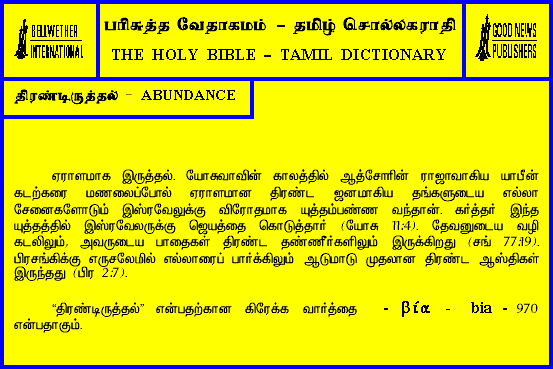 BELLWETHER
INTERNATIONAL
பரிசுத்த வேதாகமம் – தமிழ் சொல்லகராதி
THE HOLY BIBLE – TAMIL DICTIONARY
GOOD NEWS
PUBLISHERS
திரண்டிருத்தல் – ABUNDANCE
ஏராளமாக இருத்தல். யோசுவாவின் காலத்தில் ஆத்சோரின் ராஜாவாகிய யாபீன்
கடற்கரை மணலைப்போல் ஏராளமான திரண்ட ஜனமாகிய தங்களுடைய எல்லா
சேனைகளோடும் இஸ்ரவேலுக்கு விரோதமாக யுத்தம்பண்ண வந்தான். கர்த்தர் இந்த
யுத்தத்தில் இஸ்ரவேலருக்கு ஜெயத்தை கொடுத்தார் (யோசு 11:4). தேவனுடைய வழி
கடலிலும், அவருடைய பாதைகள் திரண்ட தண்ணீர்களிலும் இருக்கிறது (சங் 77:19).
பிரசங்கிக்கு எருசலேமில் எல்லாரைப் பார்க்கிலும் ஆடுமாடு முதலான திரண்ட ஆஸ்திகள்
இருந்தது (பிர 2:7).
“திரண்டிருத்தல்” என்பதற்கான கிரேக்க வார்த்தை - βία - bia - 970
என்பதாகும்.